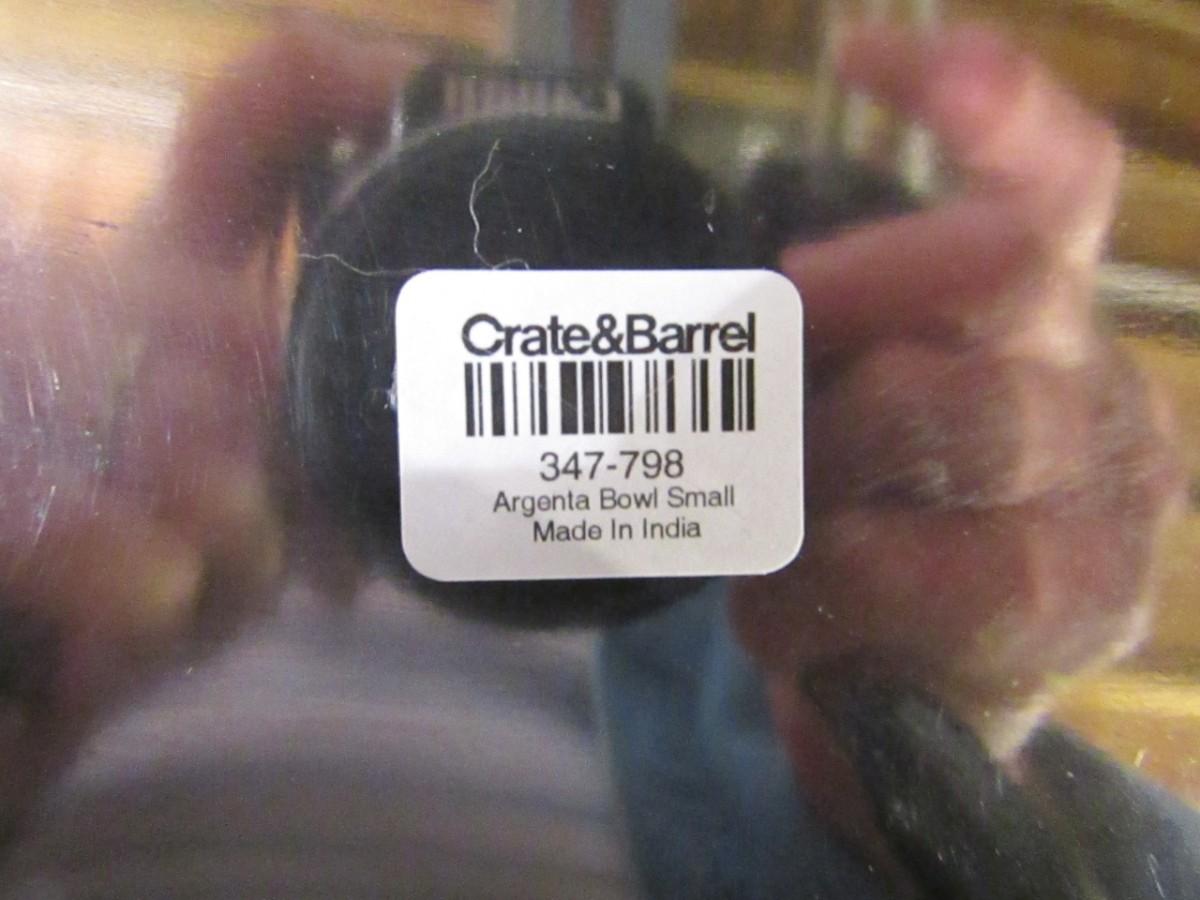 Crate&Barrel
347-798
Argenta Bowl Small
Made In India